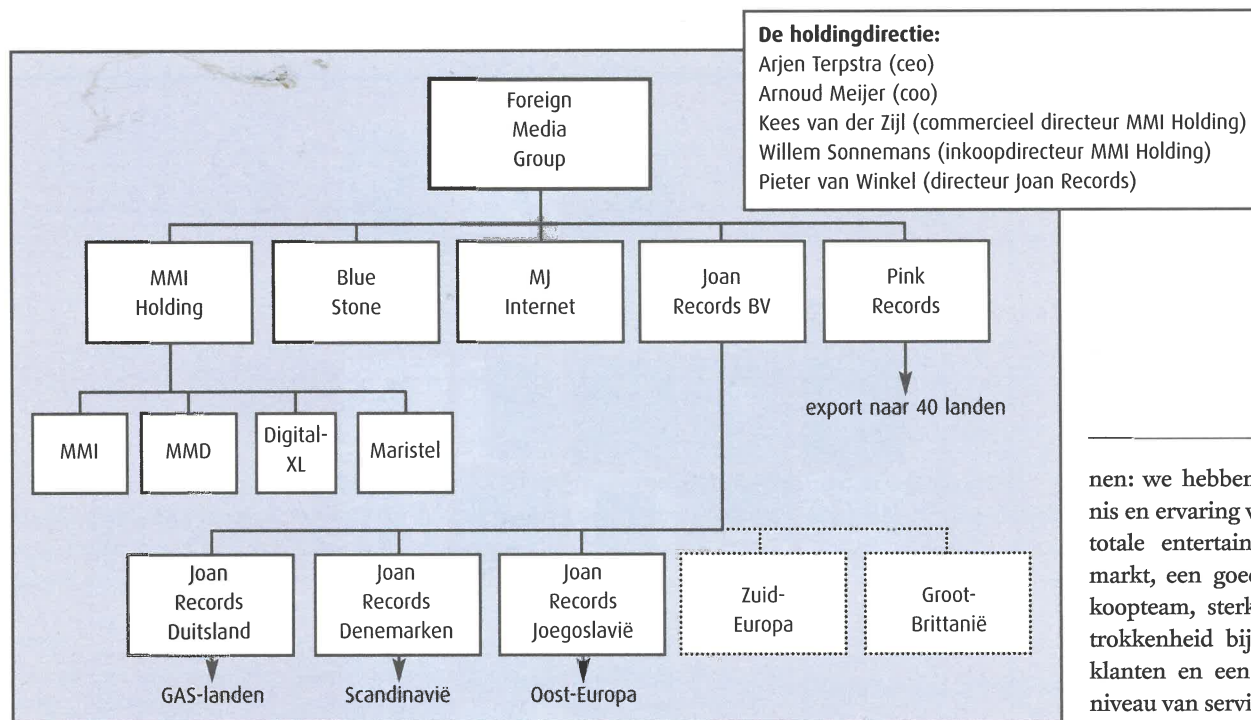 De holdingdirectie:
Arjen Terpstra (ceo)
Arnoud Meijer (coo)
Kees van der Zijl (commercieel directeur MMI Holding)
Willem Sonnemans (inkoopdirecteur MMI Holding)
Pieter van Winkel (directeur Joan Records)
Foreign
Media
Group
MMI
Holding
Blue
Stone
MJ
Internet
Joan
Records BV
Pink
Records
export naar 40 landen
MMI
MMD
Digital-
XL
Maristel
Joan
Records
Duitsland
Joan
Records
Denemarken
Joan
Records
Joegoslavië
Zuid-
Europa
Groot-
Brittanië
GAS-landen
Scandinavië
Oost-Europa
nen: we hebben
nis en ervaring v
totale entertain
markt, een goed
koopteam, sterk
trokkenheid bij
klanten en een
niveau van servi